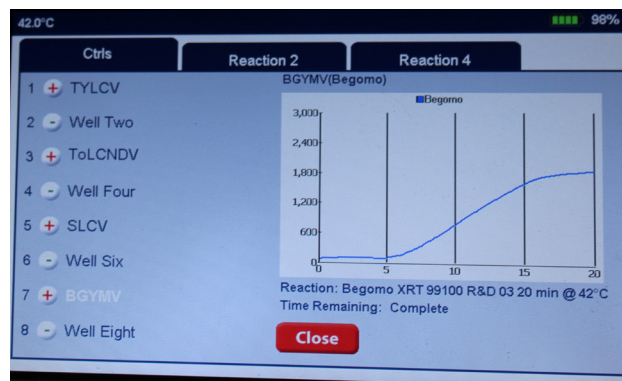 42.0°C
98%
Ctrls
Reaction 2
Reaction 4
1 + TYLCV
2 - Well Two
3 + ToLCNDV
4 - Well Four
5 + SLCV
6 - Well Six
7 + BGYMV
8 - Well Eight
BGYMV(Begomo)
Begomo
3,000
2,400
1,800
1,200
600
0
0 5 10 15 20
Reaction: Begomo XRT 99100 R&D 03 20 min @ 42°C
Time Remaining: Complete
Close